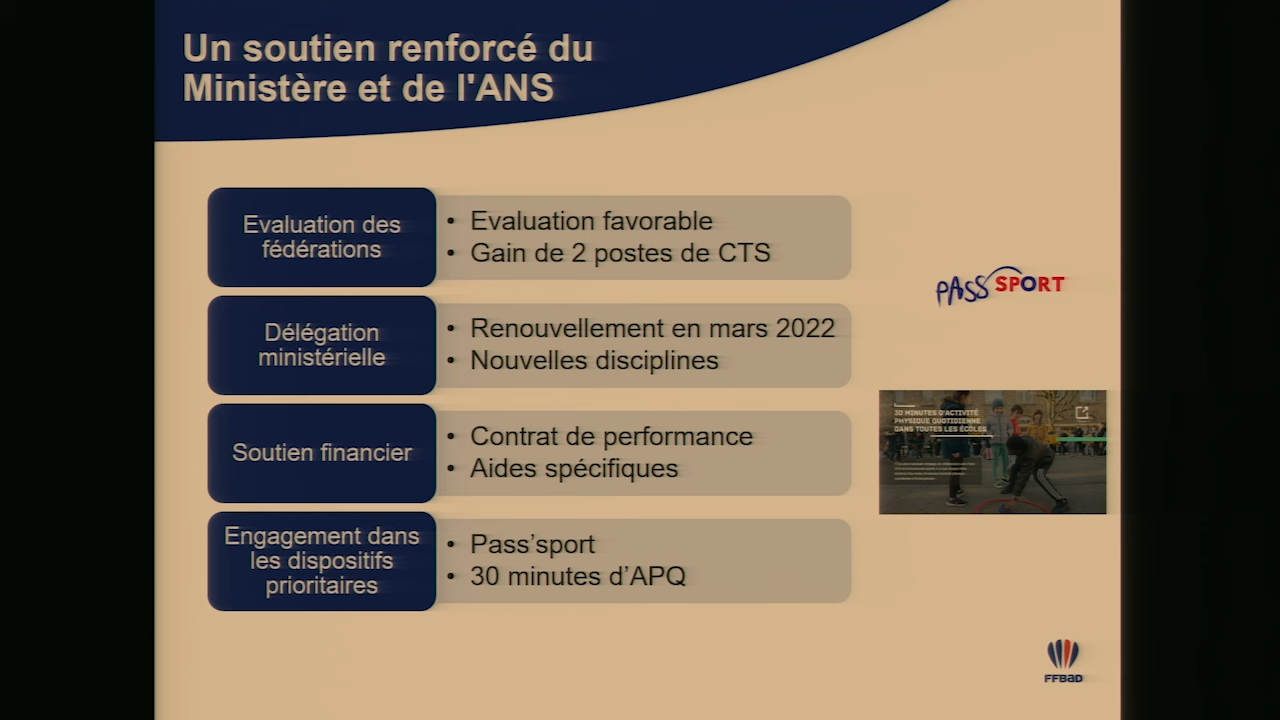 Un soutien renforcé du
Ministère et de l'ANS
Evaluation des
fédérations
• Evaluation favorable
• Gain de 2 postes de CTS
Délégation
ministérielle
• Renouvellement en mars 2022
• Nouvelles disciplines
Soutien financier
• Contrat de performance
• Aides spécifiques
Engagement dans
les dispositifs
prioritaires
• Pass’sport
• 30 minutes d’APQ
PASS SPORT
30 MINUTES D'ACTIVITÉ
PHYSIQUE QUOTIDIENNE
DANS TOUTES LES ÉCOLES
FFBaD